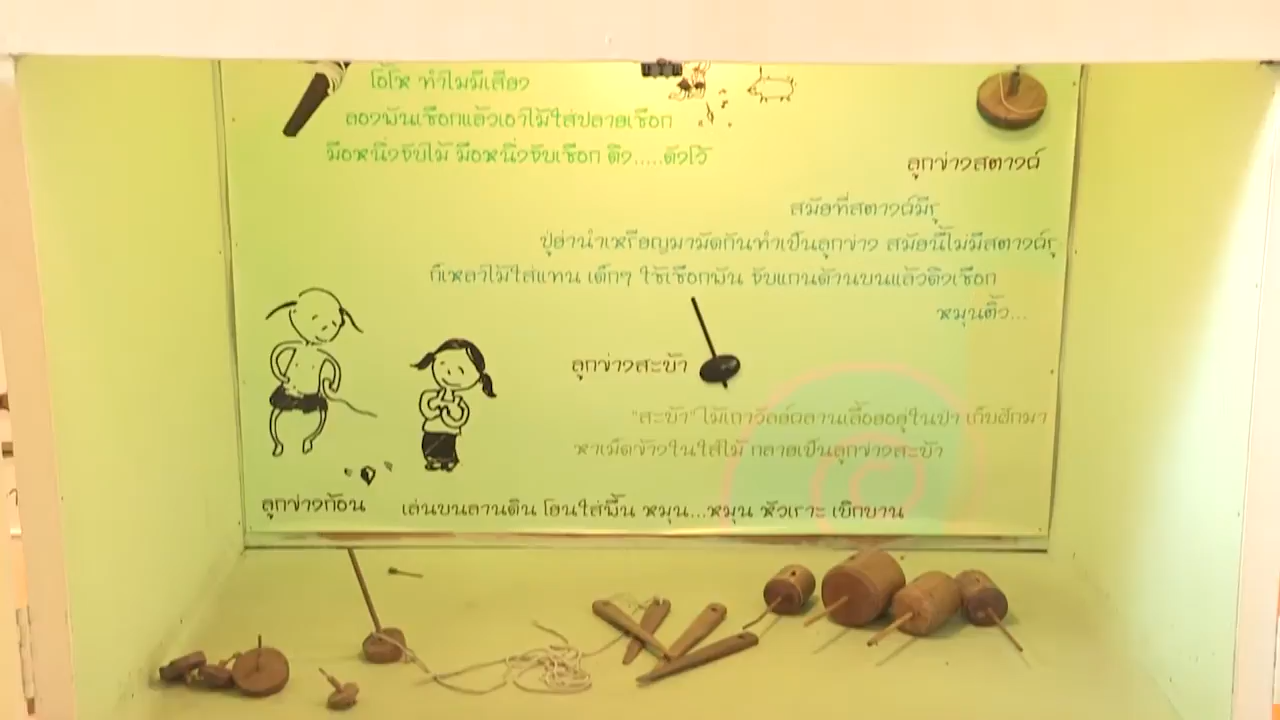 โอ้โห ทำไมมีเสียง
ลองพันเชือกแล้วเอาไม้ใส่ปลายเชือก
มือหนึ่งจับไม้ มือหนึ่งจับเชือก ดึง.....ดังโว้
ลูกข่างสตางค์
สมัยที่สตางค์มีรู
ปู่ย่านำเหรียญมามัดกันทำเป็นลูกข่าง สมัยนี้ไม่มีสตางค์รู
ก็เหลาไม้ใส่แทน เด็กๆ ใช้เชือกพัน จับแกนด้านบนแล้วดึงเชือก
หมุนติ้ว...
ลูกข่างสะบ้า
"สะบ้า" ไม้เถาวัลย์คลานเลื้อยอยู่ในป่า เก็บฝักมา
หาเม็ดข้างในใส่ไม้ กลายเป็นลูกข่างสะบ้า
ลูกข่างก้อน เล่นบนลานดิน โยนใส่พื้น หมุน...หมุน หัวเราะ เบิกบาน